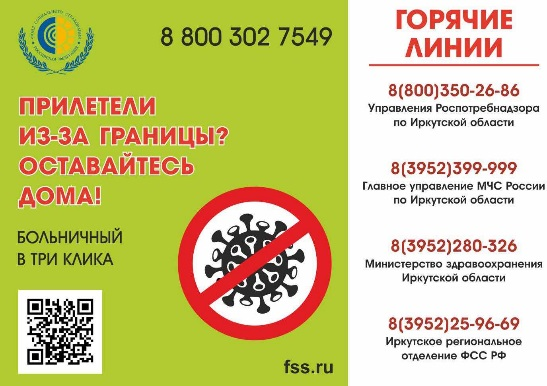 8 800 302 7549
ПРИЛЕТЕЛИ
ИЗ-ЗА ГРАНИЦЫ?
ОСТАВАЙТЕСЬ
ДОМА!
БОЛЬНИЧНЫЙ
В ТРИ КЛИКА
fss.ru
ГОРЯЧИЕ
ЛИНИИ
8(800)350-26-86
Управления Роспотребнадзора
по Иркутской области
8(3952)399-999
Главное управление МЧС России
по Иркутской области
8(3952)280-326
Министерство здравоохранения
Иркутской области
8(3952)25-96-69
Иркутское региональное
отделение ФСС РФ